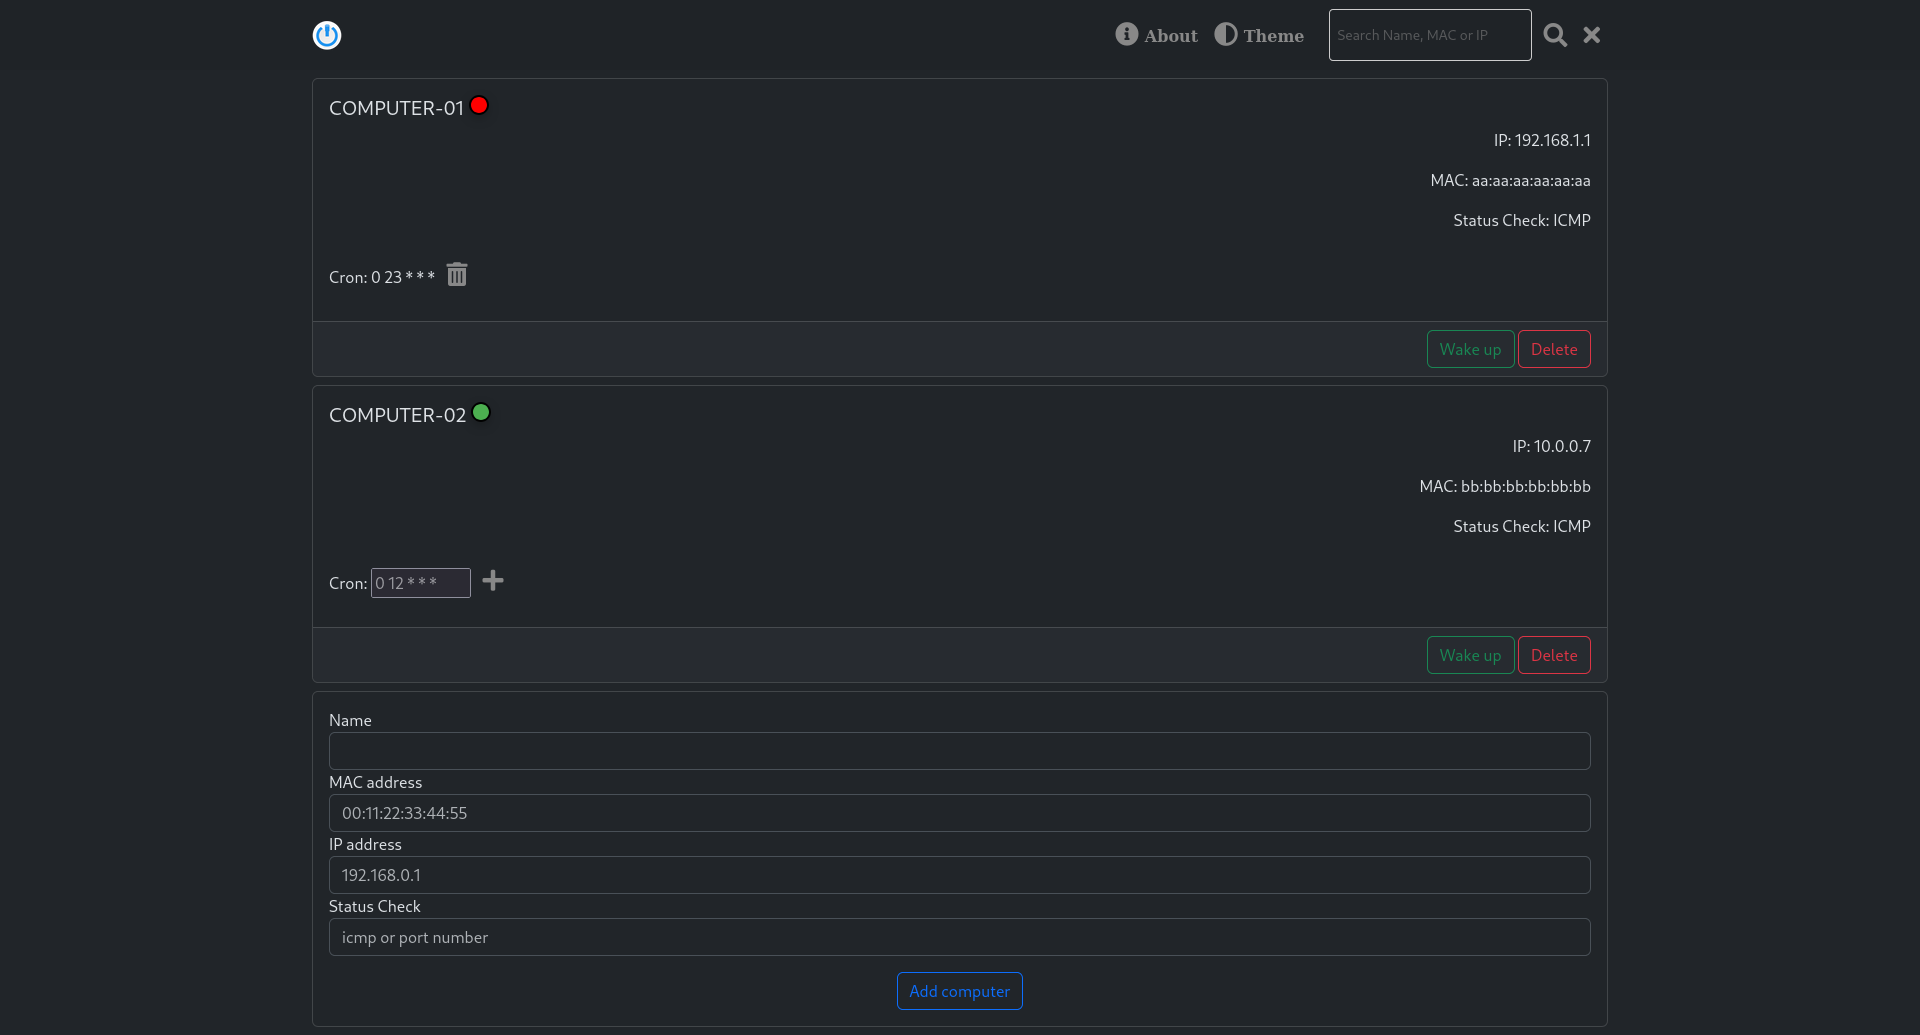 About Theme Search Name, MAC or IP
COMPUTER-01
IP: 192.168.1.1
MAC: aa:aa:aa:aa:aa:aa
Status Check: ICMP
Cron: 0 23 * * *
Wake up Delete
COMPUTER-02
IP: 10.0.0.7
MAC: bb:bb:bb:bb:bb:bb
Status Check: ICMP
Cron: 0 12 * * *
Wake up Delete
Name
MAC address
00:11:22:33:44:55
IP address
192.168.0.1
Status Check
icmp or port number
Add computer